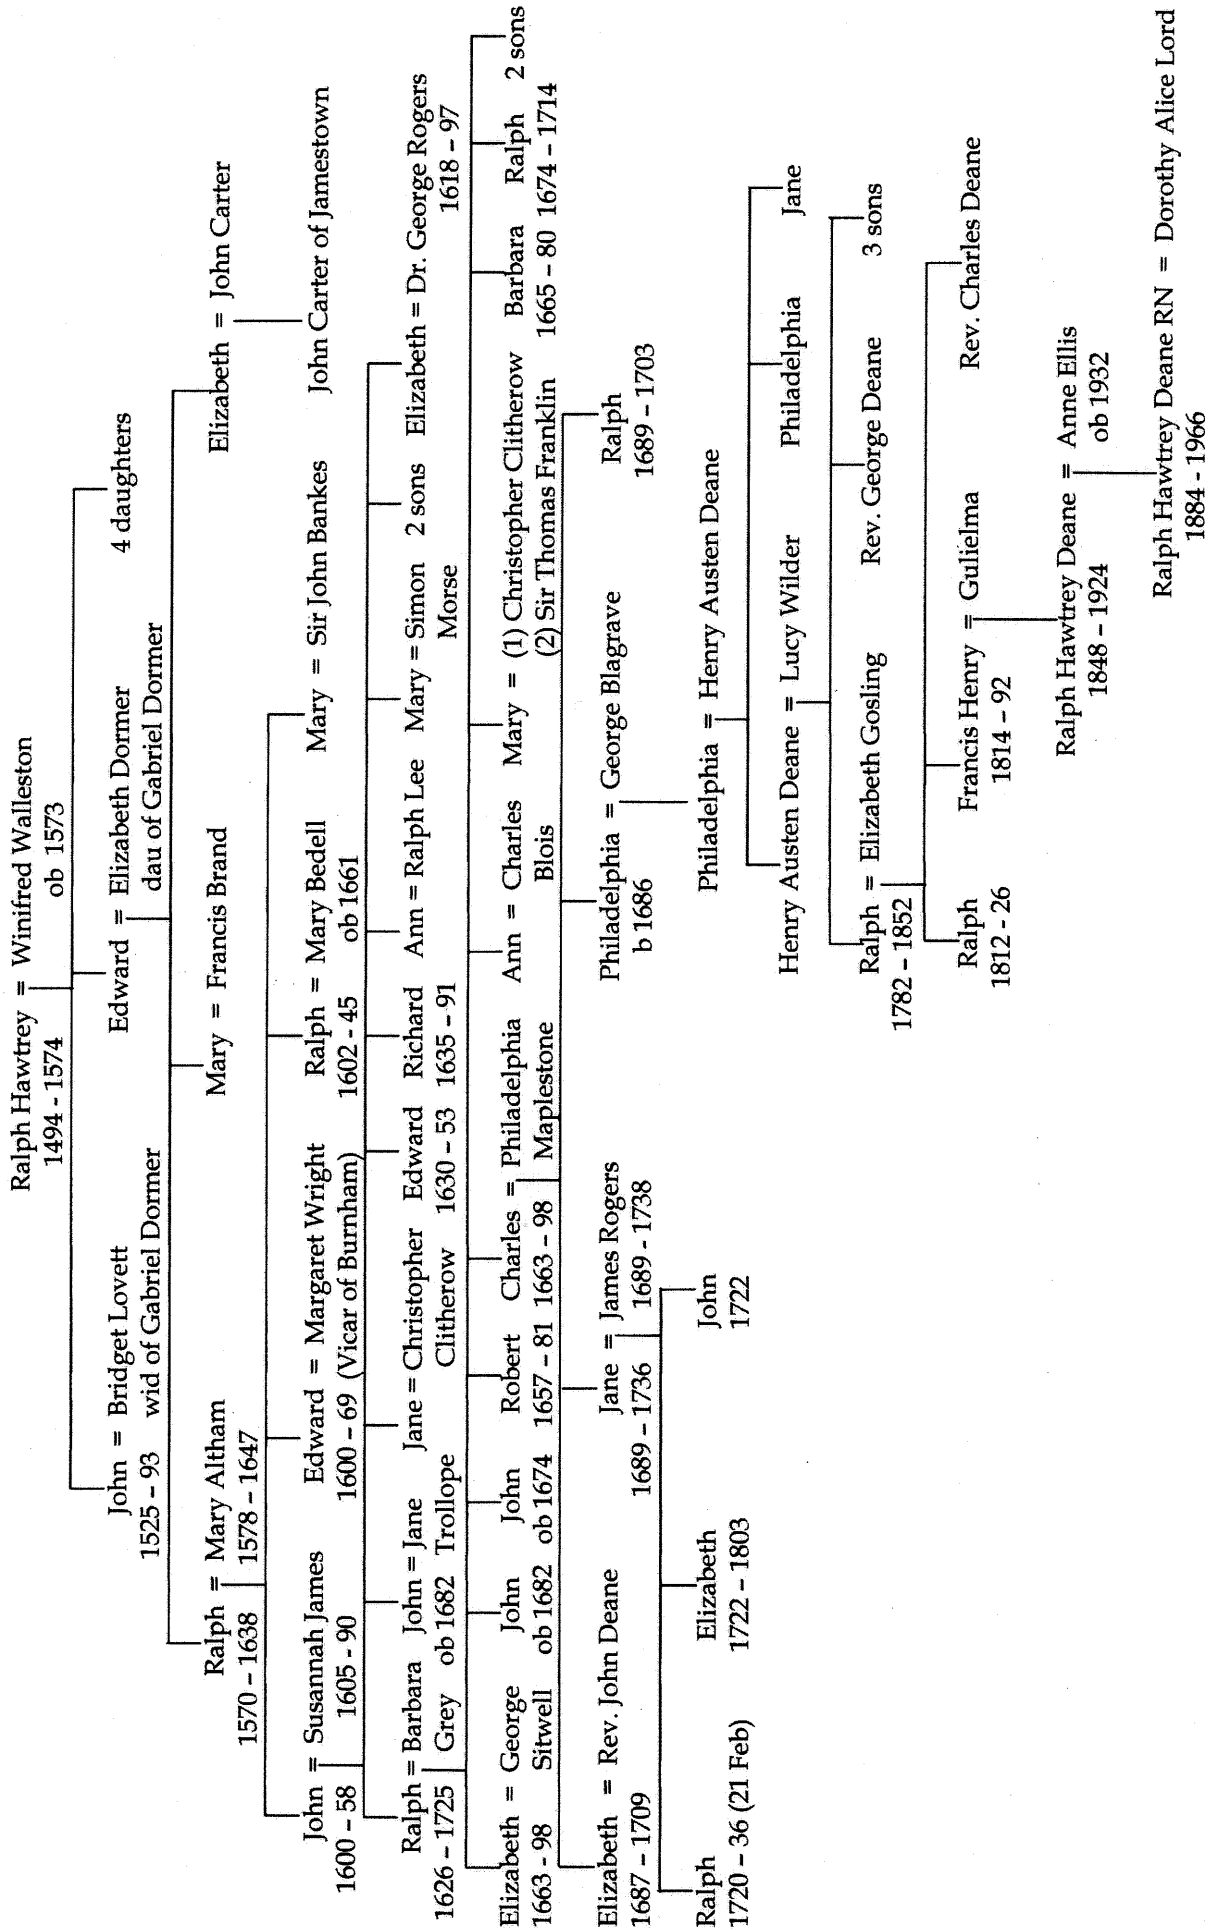 Ralph Hawtrey = Winifred Walleston
1494 - 1574 ob 1573
John = Bridget Lovett Edward = Elizabeth Dormer 4 daughters
1525 – 93 wid of Gabriel Dormer dau of Gabriel Dormer
Ralph = Mary Altham Mary = Francis Brand Elizabeth = John Carter
1570 – 1638 1578 – 1647
John = Susannah James Edward = Margaret Wright Ralph = Mary Bedell Mary = Sir John Bankes John Carter of Jamestown
1600 – 58 1605 - 90 1600 – 69 (Vicar of Burnham) 1602 - 45 ob 1661
Ralph = Barbara John = Jane Jane = Christopher Edward Richard Ann = Ralph Lee Mary = Simon 2 sons Elizabeth = Dr. George Rogers
1626 – 1725 Grey ob 1682 Trollope Clitherow 1630 – 53 1635 – 91 Morse 1618 – 97
Elizabeth = George John John Robert Charles = Philadelphia Ann = Charles Mary = (1) Christopher Clitherow Barbara Ralph 2 sons
1663 – 98 Sitwell ob 1682 ob 1674 1657 – 81 1663 – 98 Maplestone Blois (2) Sir Thomas Franklin 1665 – 80 1674 – 1714
Elizabeth = Rev. John Deane Jane = James Rogers Philadelphia = George Blagrave Ralph
1687 – 1709 1689 – 1736 1689 - 1738 b 1686 1689 – 1703
Ralph Elizabeth John Philadelphia = Henry Austen Deane
1720 – 36 (21 Feb) 1722 – 1803 1722
Henry Austen Deane = Lucy Wilder Philadelphia Jane
Ralph = Elizabeth Gosling Rev. George Deane 3 sons
1782 – 1852
Ralph Francis Henry = Gulielma Rev. Charles Deane
1812 - 26 1814 – 92
Ralph Hawtrey Deane = Anne Ellis
1848 – 1924 ob 1932
Ralph Hawtrey Deane RN = Dorothy Alice Lord
1884 - 1966